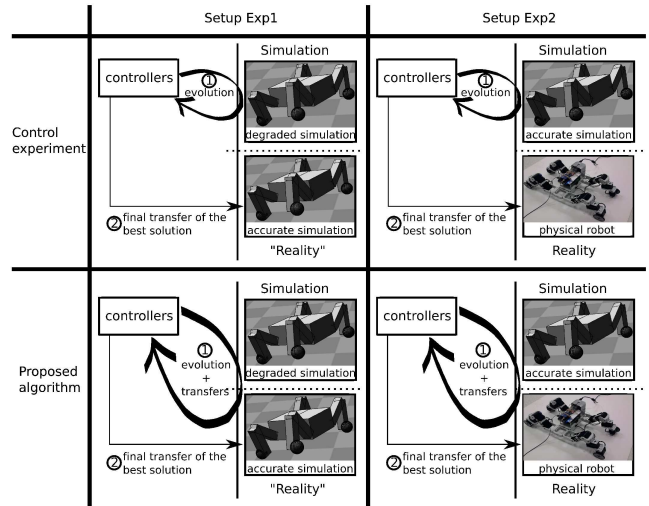 Setup Exp1
Setup Exp2
Control
experiment
controllers
1
evolution
Simulation
degraded simulation
accurate simulation
"Reality"
2 final transfer of the
best solution
controllers
1
evolution
Simulation
accurate simulation
physical robot
Reality
2 final transfer of the
best solution
Proposed
algorithm
controllers
1
evolution
+
transfers
Simulation
degraded simulation
accurate simulation
"Reality"
2 final transfer of the
best solution
controllers
1
evolution
+
transfers
Simulation
accurate simulation
physical robot
Reality
2 final transfer of the
best solution